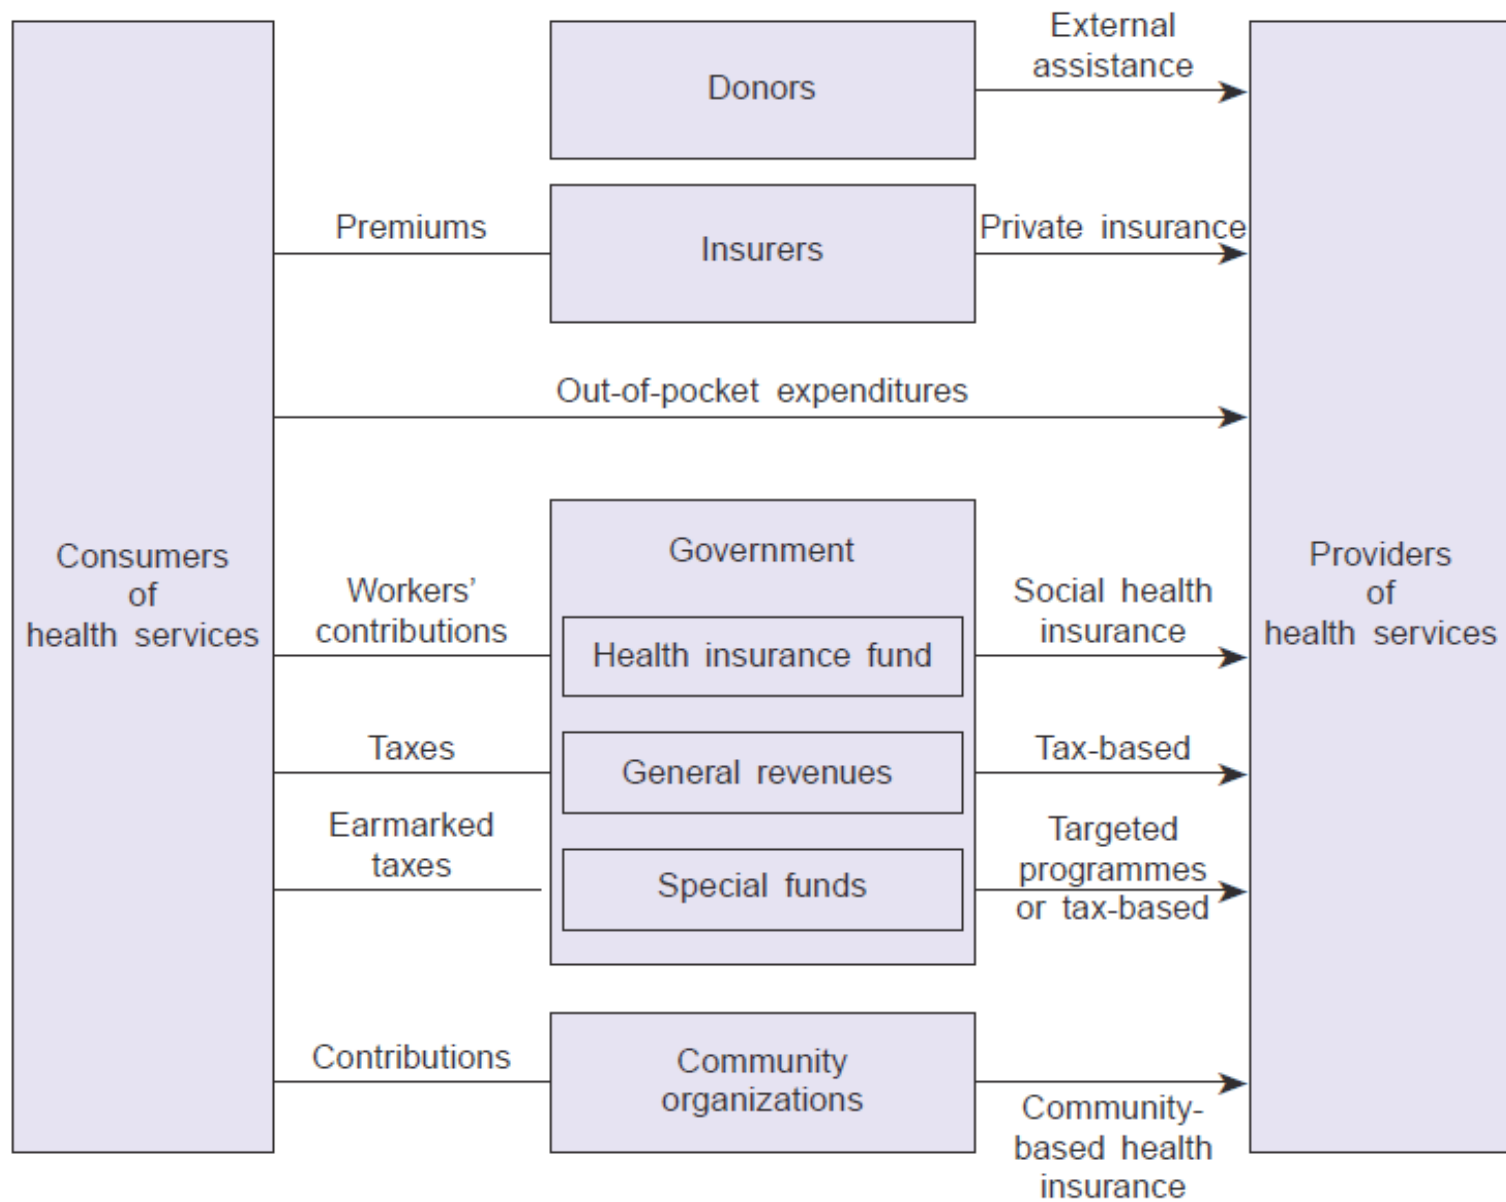 External
assistance
Donors
Premiums
Insurers
Private insurance
Out-of-pocket expenditures
Consumers
of
health services
Government
Workers’
contributions
Health insurance fund
Social health
insurance
Taxes
General revenues
Tax-based
Earmarked
taxes
Special funds
Targeted
programmes
or tax-based
Contributions
Community
organizations
Community-
based health
insurance
Providers
of
health services